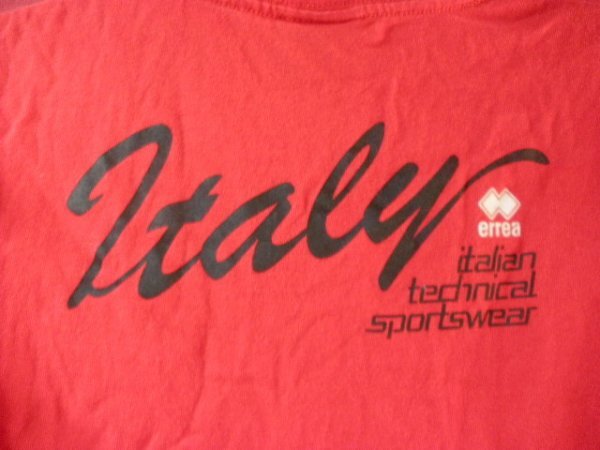 Italy
errea
italian
technical
sportswear